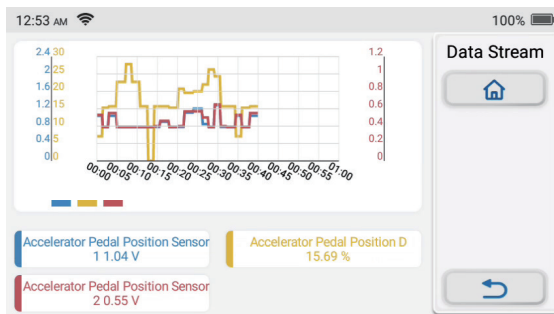 12:53 AM
100%
Data Stream
2.4 30
2 25
1.6 20
1.2 15
0.8 10
0.4 5
0 0
1.2
1
0.8
0.6
0.4
0.2
0
00:00 00:05 00:10 00:15 00:20 00:25 00:30 00:35 00:40 00:45 00:50 00:55 01:00
Accelerator Pedal Position Sensor
1 1.04 V
Accelerator Pedal Position D
15.69 %
Accelerator Pedal Position Sensor
2 0.55 V